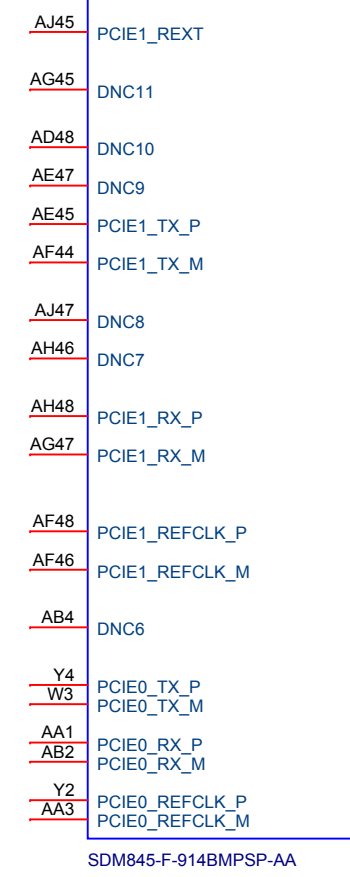 AJ45 PCIE1_REXT
AG45 DNC11
AD48 DNC10
AE47 DNC9
AE45 PCIE1_TX_P
AF44 PCIE1_TX_M
AJ47 DNC8
AH46 DNC7
AH48 PCIE1_RX_P
AG47 PCIE1_RX_M
AF48 PCIE1_REFCLK_P
AF46 PCIE1_REFCLK_M
AB4 DNC6
Y4 PCIE0_TX_P
W3 PCIE0_TX_M
AA1 PCIE0_RX_P
AB2 PCIE0_RX_M
Y2 PCIE0_REFCLK_P
AA3 PCIE0_REFCLK_M
SDM845-F-914BMPSP-AA